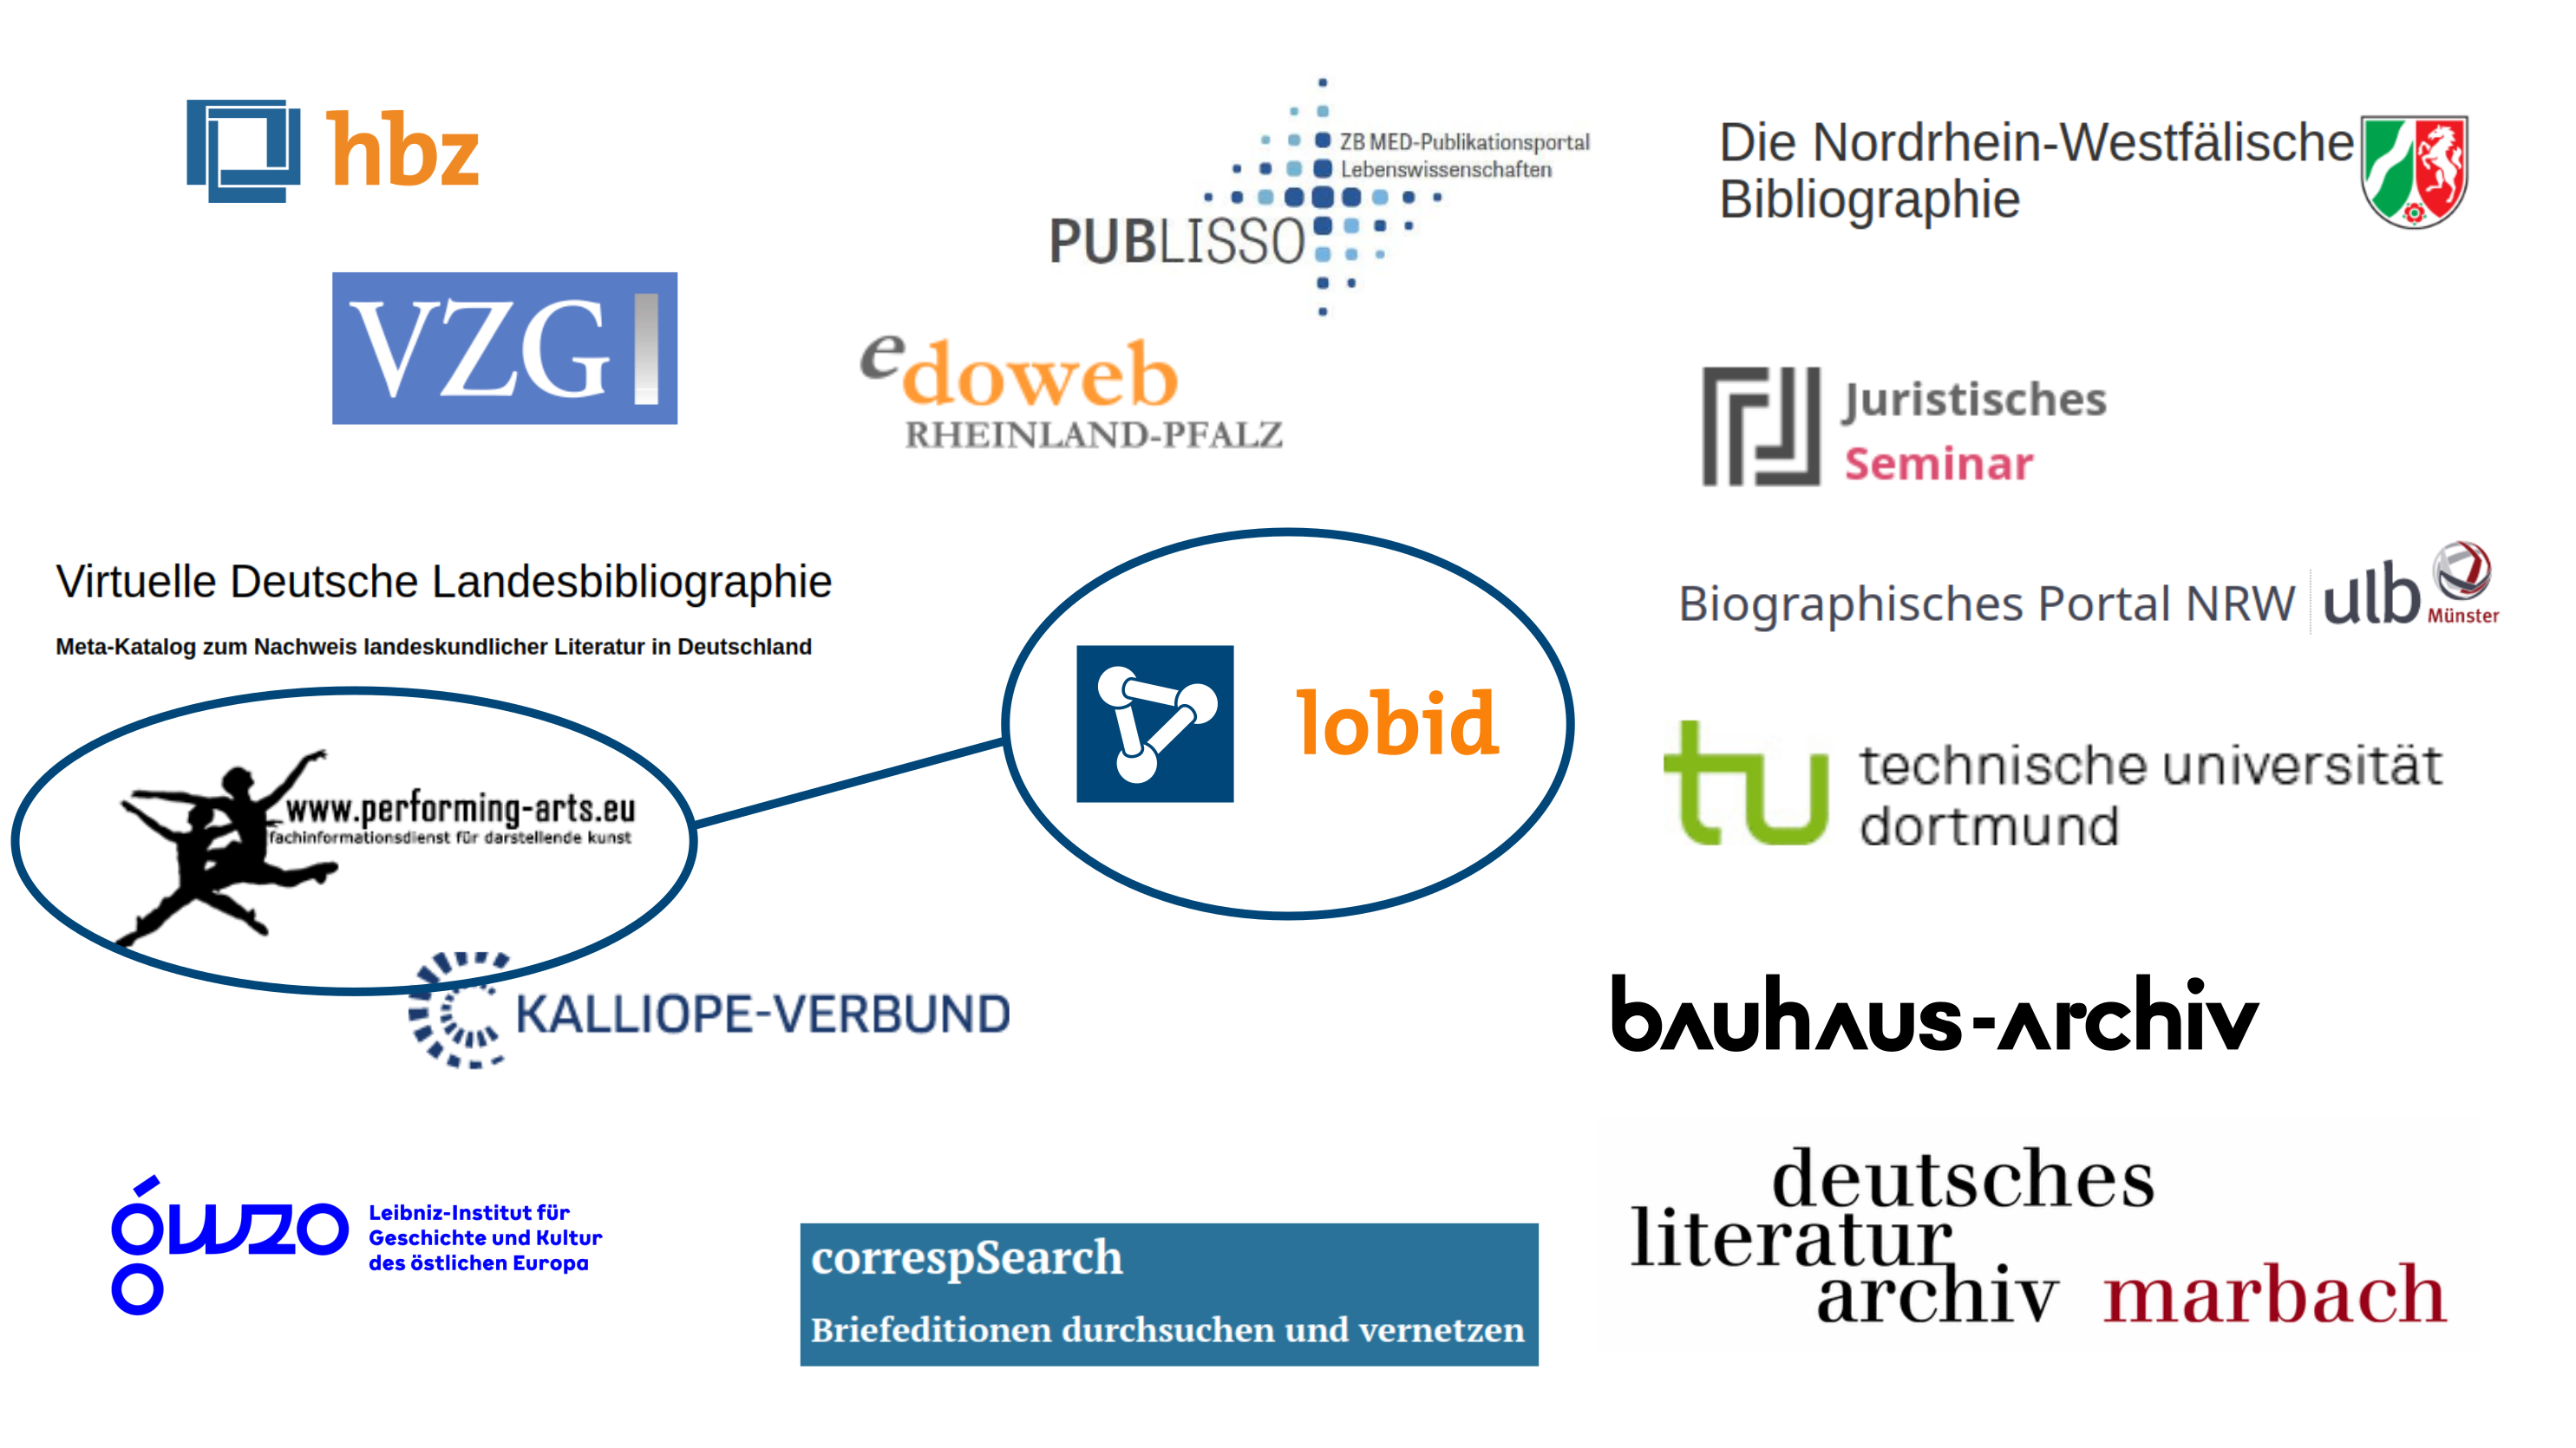 hbz
ZB MED-Publikationsportal
Lebenswissenschaften
PUBLISSO
Die Nordrhein-Westfälische
Bibliographie
VZG
edoweb
RHEINLAND-PFALZ
Juristisches
Seminar
Virtuelle Deutsche Landesbibliographie
Meta-Katalog zum Nachweis landeskundlicher Literatur in Deutschland
Biographisches Portal NRW
ulb
Münster
lobid
www.performing-arts.eu
fachinformationsdienst für darstellende kunst
tu
technische universität
dortmund
KALLIOPE-VERBUND
bauhaus-archiv
deutsches
literatur
archiv marbach
Leibniz-Institut für
Geschichte und Kultur
des östlichen Europa
correspSearch
Briefeditionen durchsuchen und vernetzen